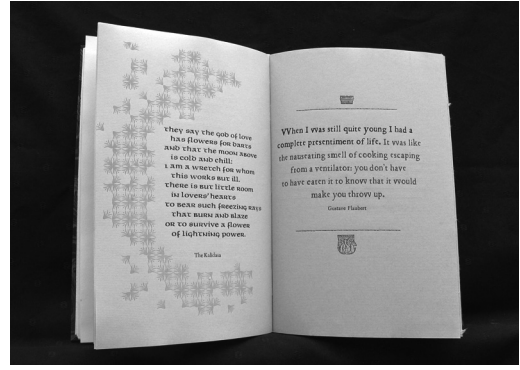 They say the god of love
has flowers for darts
and that the moon above
is cold and chill:
I am a wretch for whom
this works but ill.
There is but little room
in lovers' hearts
to bear such freezing rays
that burn and blaze
or to survive a flower
of lightning power.
The Kalidasa
When I was still quite young I had a
complete presentiment of life. It was like
the nauseating smell of cooking escaping
from a ventilator: you don't have
to have eaten it to know that it would
make you throw up.
Gustave Flaubert